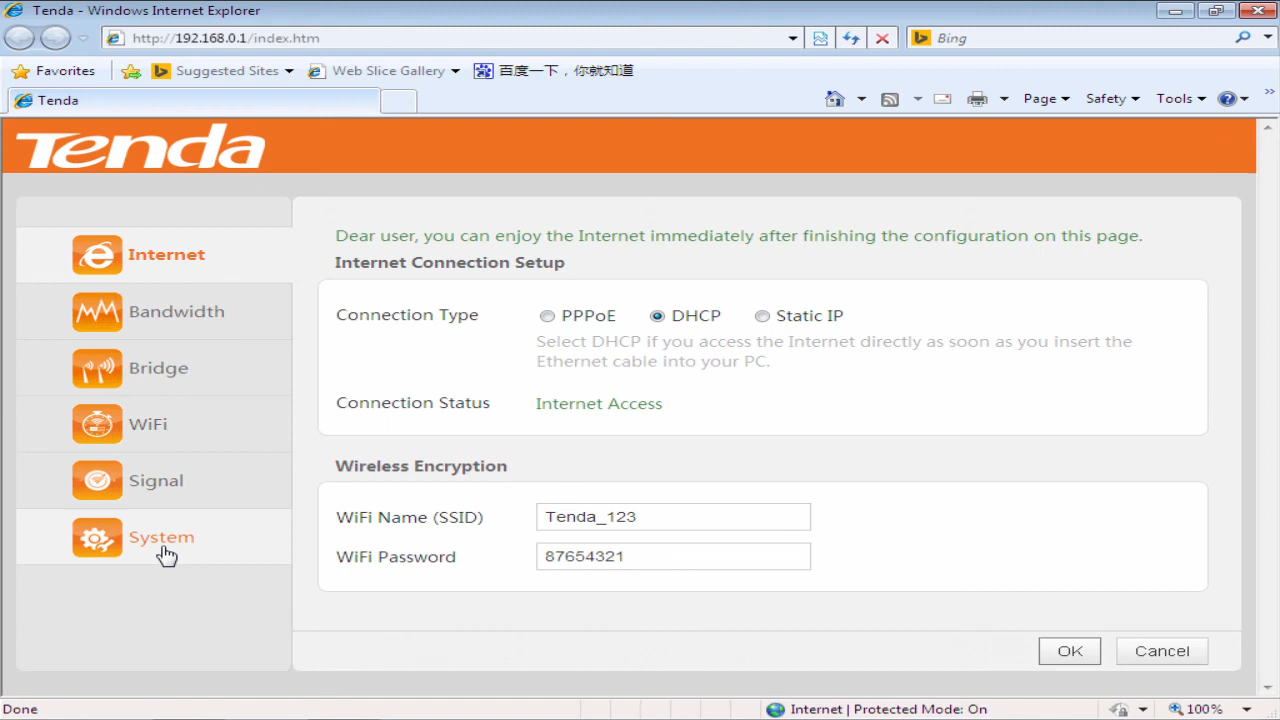 Tenda - Windows Internet Explorer
http://192.168.0.1/index.htm
Bing
Favorites
Suggested Sites
Web Slice Gallery
百度一下，你就知道
Tenda
Page
Safety
Tools
Tenda
Internet
Bandwidth
Bridge
WiFi
Signal
System
Dear user, you can enjoy the Internet immediately after finishing the configuration on this page.
Internet Connection Setup
Connection Type
PPPoE
DHCP
Static IP
Select DHCP if you access the Internet directly as soon as you insert the
Ethernet cable into your PC.
Connection Status
Internet Access
Wireless Encryption
WiFi Name (SSID)
Tenda_123
WiFi Password
87654321
OK
Cancel
Done
Internet | Protected Mode: On
100%